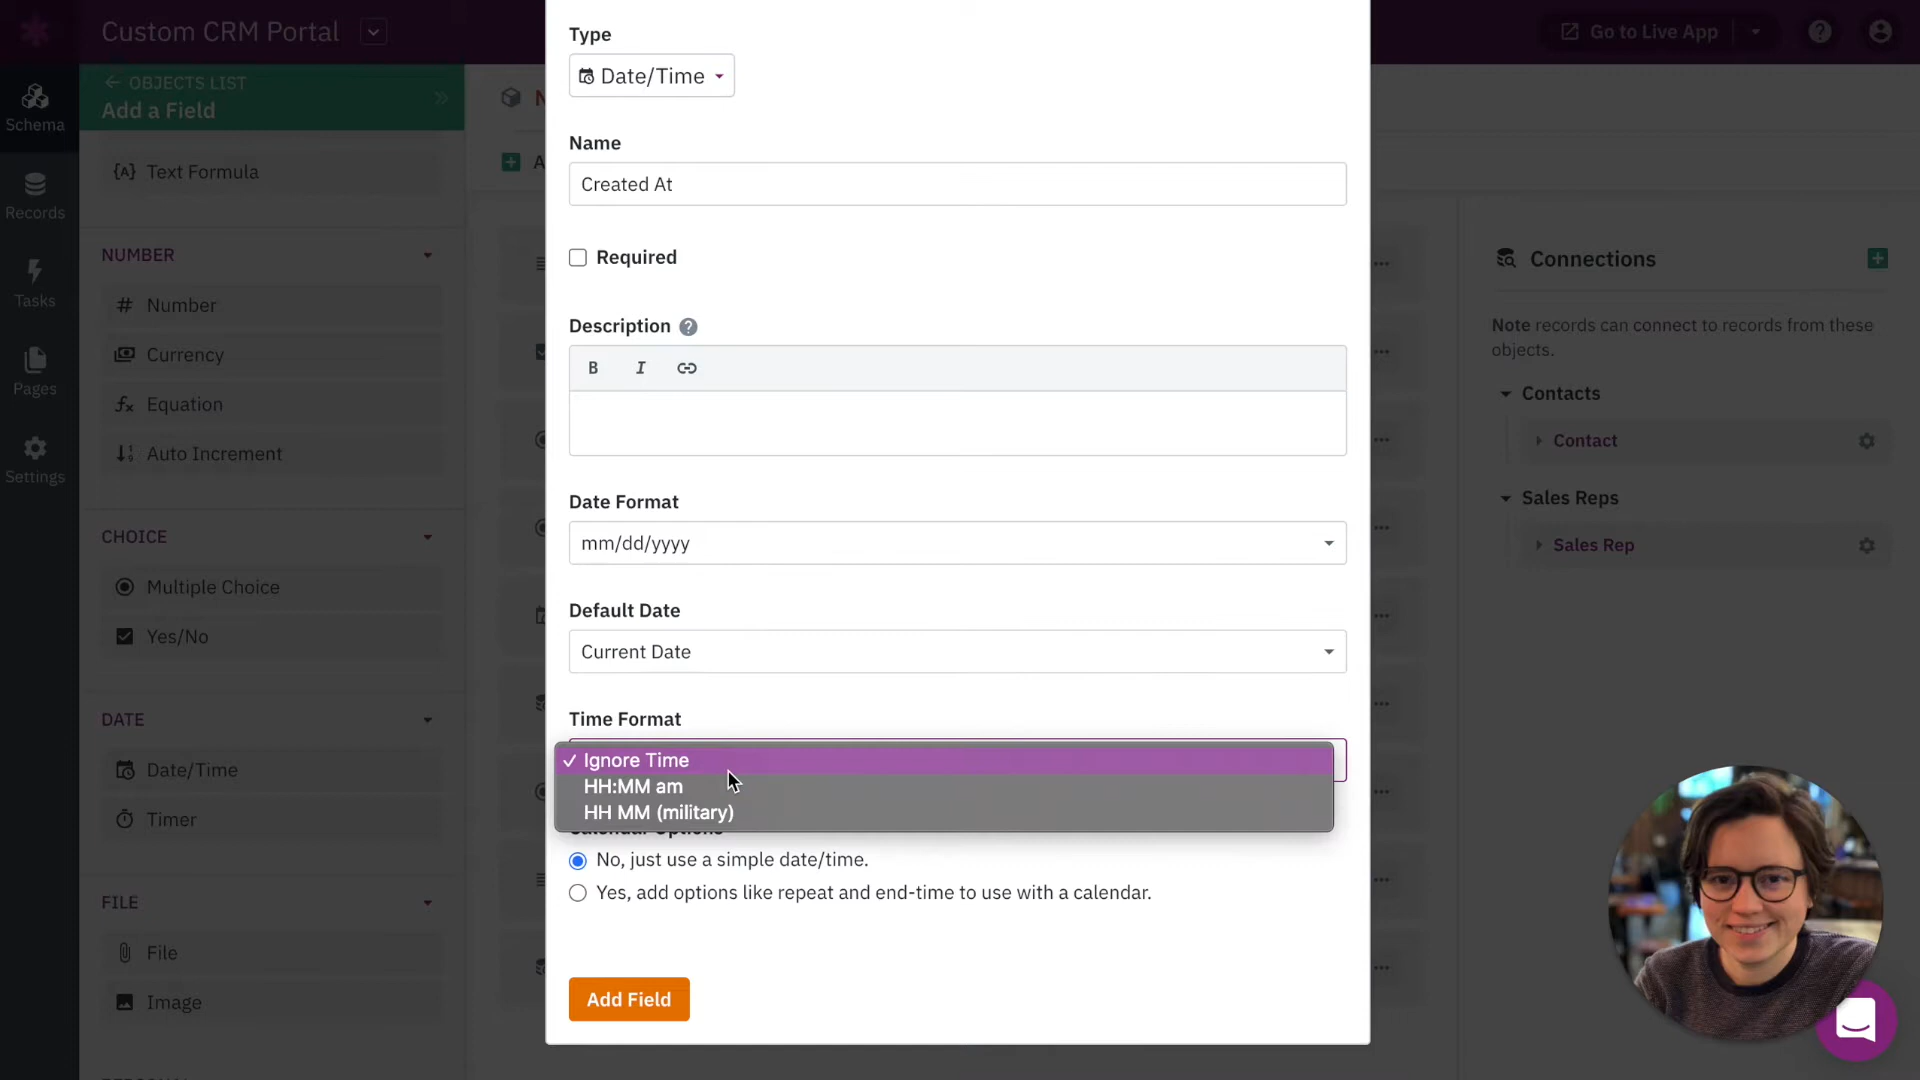 Custom CRM Portal
Go to Live App
Schema
Records
Tasks
Pages
Settings
OBJECTS LIST
Add a Field
{A} Text Formula
NUMBER
# Number
Currency
fx Equation
Auto Increment
CHOICE
Multiple Choice
Yes/No
DATE
Date/Time
Timer
FILE
File
Image
N
A
Type
Date/Time
Name
Created At
Required
Description
B I
Date Format
mm/dd/yyyy
Default Date
Current Date
Time Format
✓ Ignore Time
HH:MM am
HH MM (military)
Calendar Options
No, just use a simple date/time.
Yes, add options like repeat and end-time to use with a calendar.
Add Field
Connections
Note records can connect to records from these
objects.
Contacts
Contact
Sales Reps
Sales Rep